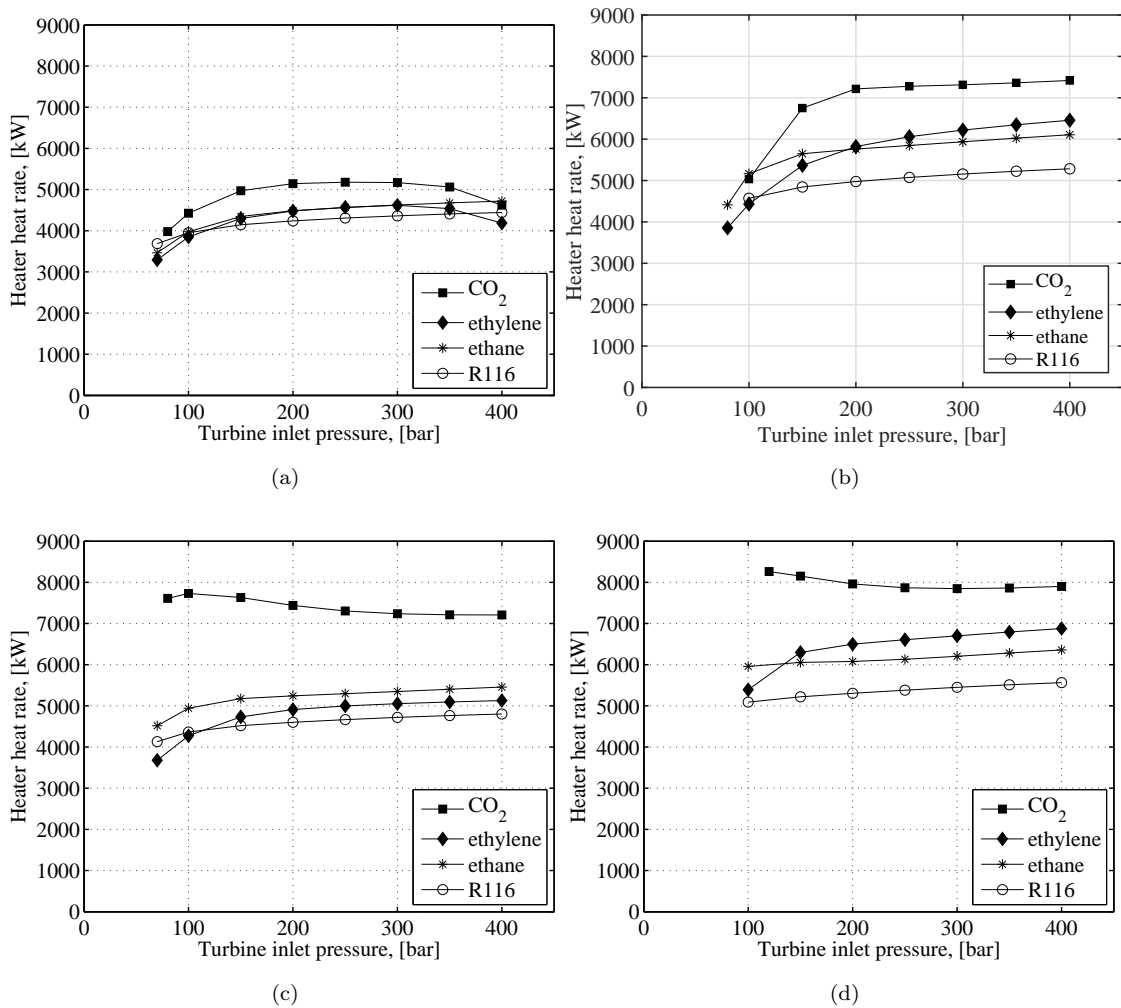 9000
8000
7000
6000
5000
4000
3000
2000
1000
0
Heater heat rate, [kW]
CO2
ethylene
ethane
R116
0 100 200 300 400
Turbine inlet pressure, [bar]
(a)
9000
8000
7000
6000
5000
4000
3000
2000
1000
0
Heater heat rate, [kW]
CO2
ethylene
ethane
R116
0 100 200 300 400
Turbine inlet pressure, [bar]
(b)
9000
8000
7000
6000
5000
4000
3000
2000
1000
0
Heater heat rate, [kW]
CO2
ethylene
ethane
R116
0 100 200 300 400
Turbine inlet pressure, [bar]
(c)
9000
8000
7000
6000
5000
4000
3000
2000
1000
0
Heater heat rate, [kW]
CO2
ethylene
ethane
R116
0 100 200 300 400
Turbine inlet pressure, [bar]
(d)